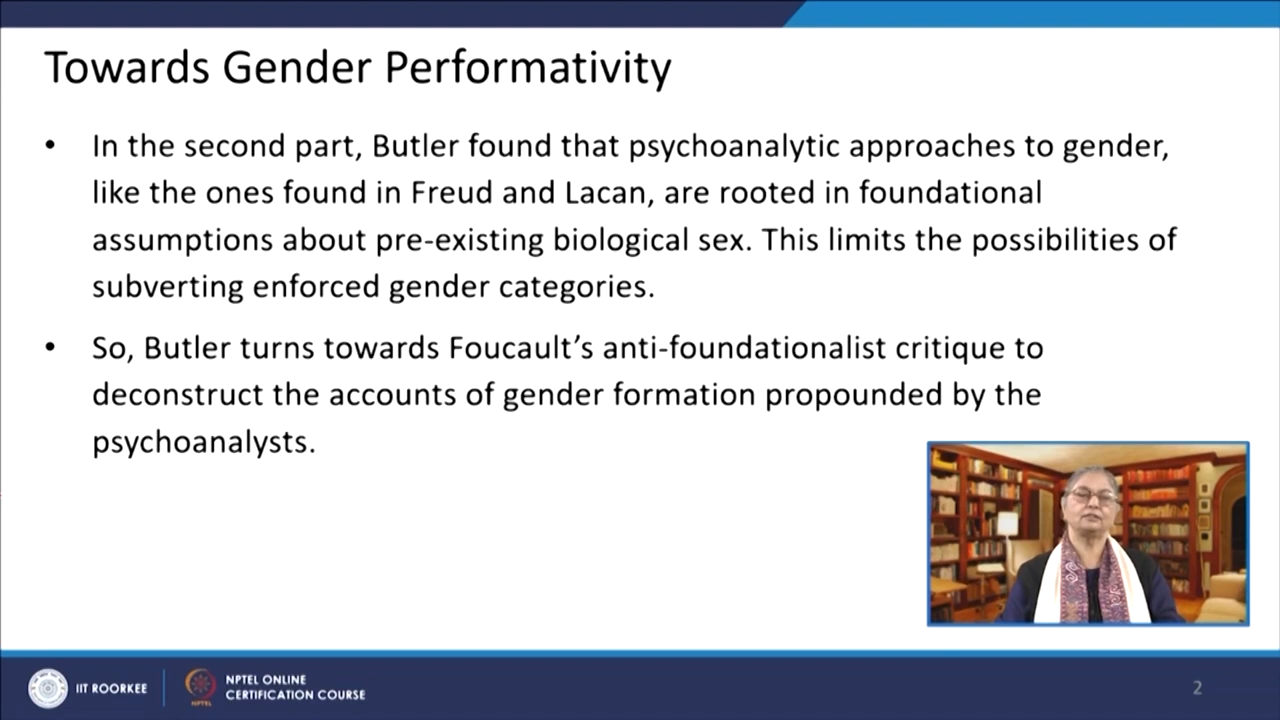 Towards Gender Performativity
• In the second part, Butler found that psychoanalytic approaches to gender,
like the ones found in Freud and Lacan, are rooted in foundational
assumptions about pre-existing biological sex. This limits the possibilities of
subverting enforced gender categories.
• So, Butler turns towards Foucault’s anti-foundationalist critique to
deconstruct the accounts of gender formation propounded by the
psychoanalysts.
IIT ROORKEE
NPTEL
NPTEL ONLINE
CERTIFICATION COURSE
2